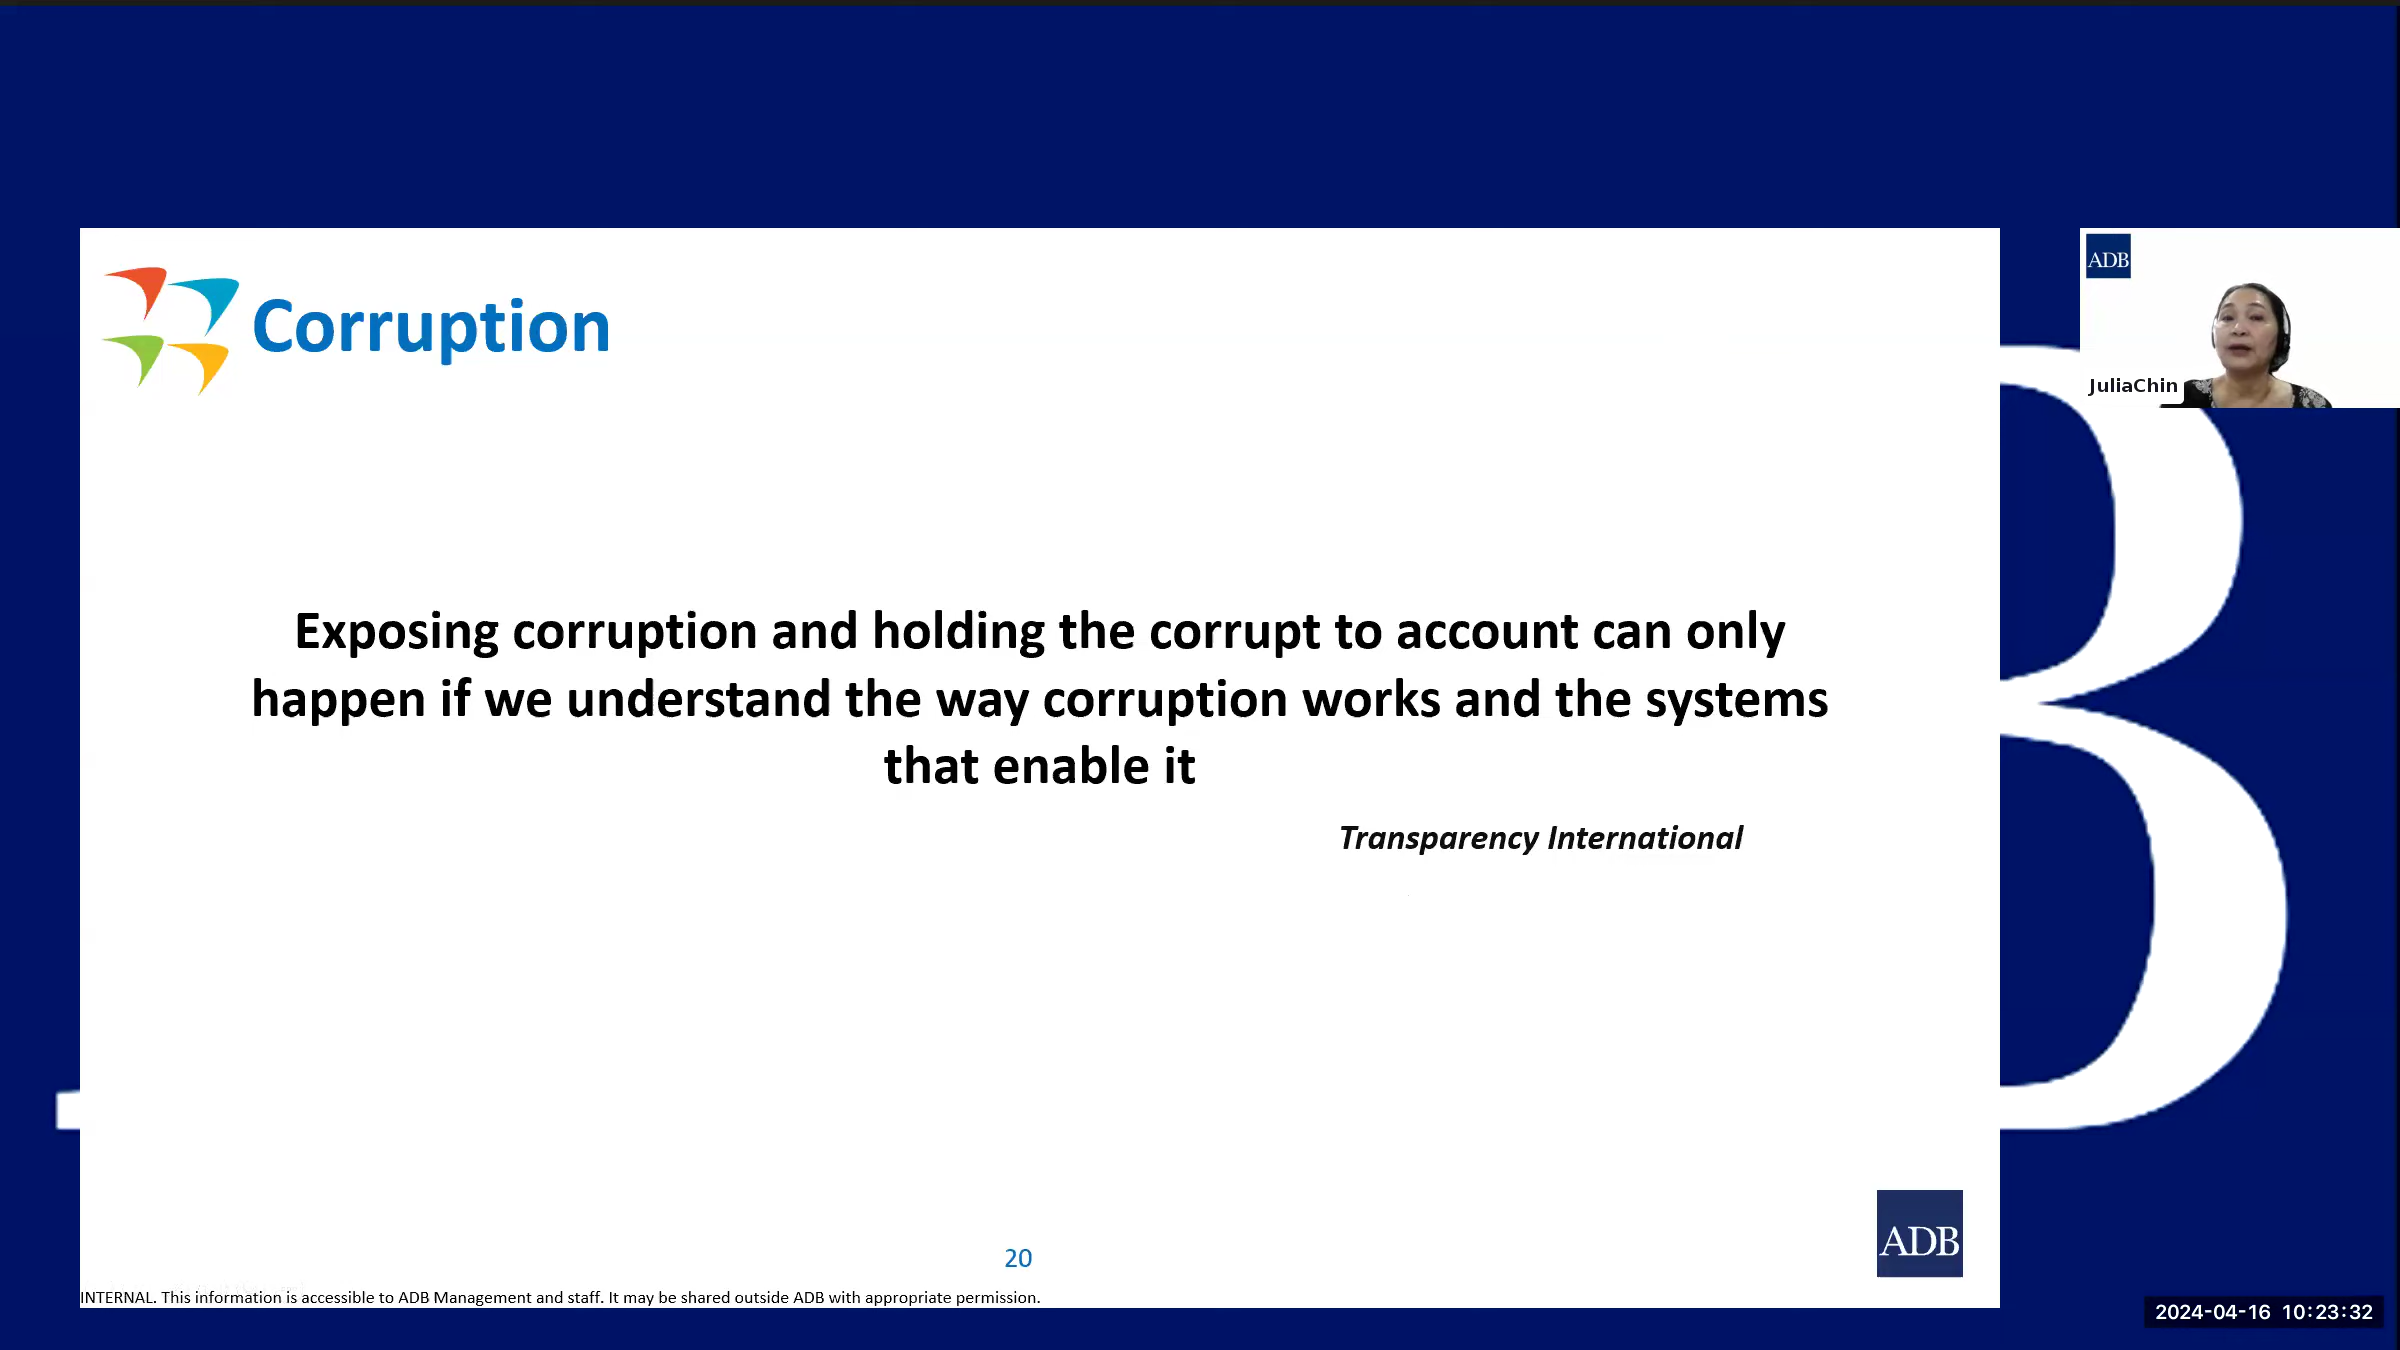 Corruption
Exposing corruption and holding the corrupt to account can only
happen if we understand the way corruption works and the systems
that enable it
Transparency International
20
ADB
INTERNAL. This information is accessible to ADB Management and staff. It may be shared outside ADB with appropriate permission.
ADB
JuliaChin
2024-04-16 10:23:32